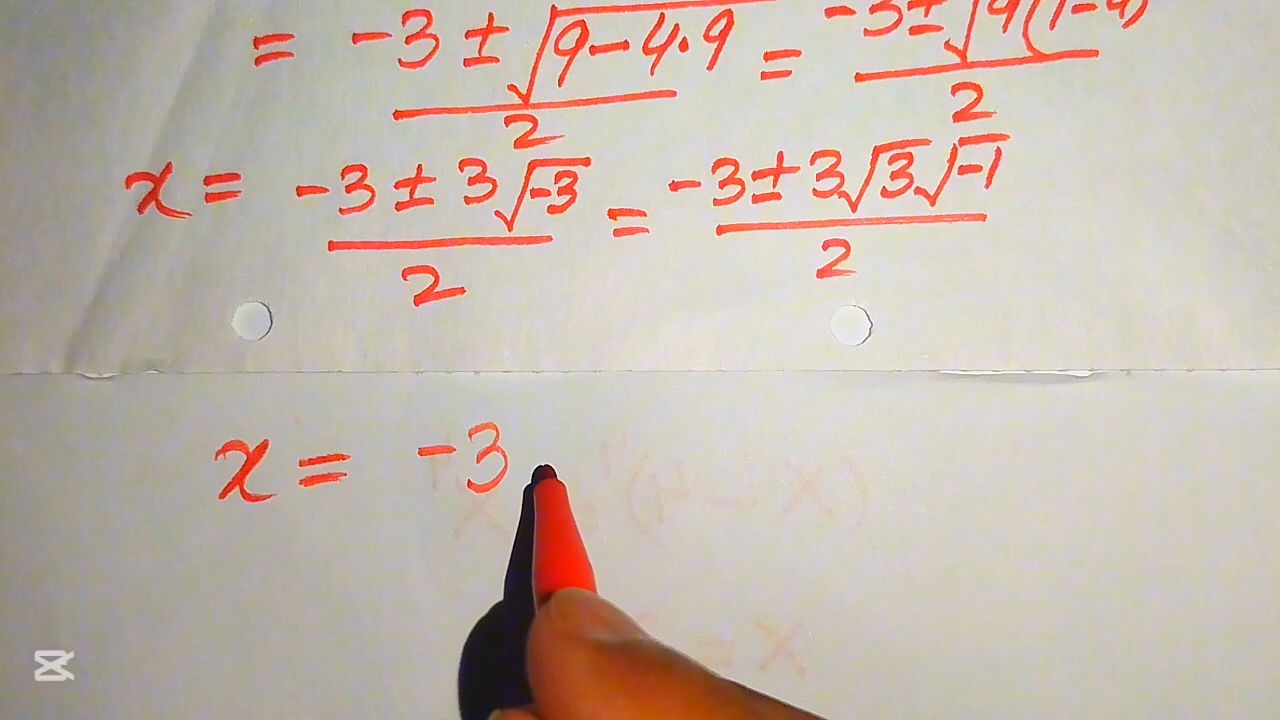 = -3 ± √(9-4·9) / 2 = -3 ± √(9(1-4)) / 2
x = -3 ± 3√-3 / 2 = -3 ± 3√3√-1 / 2
x = -3